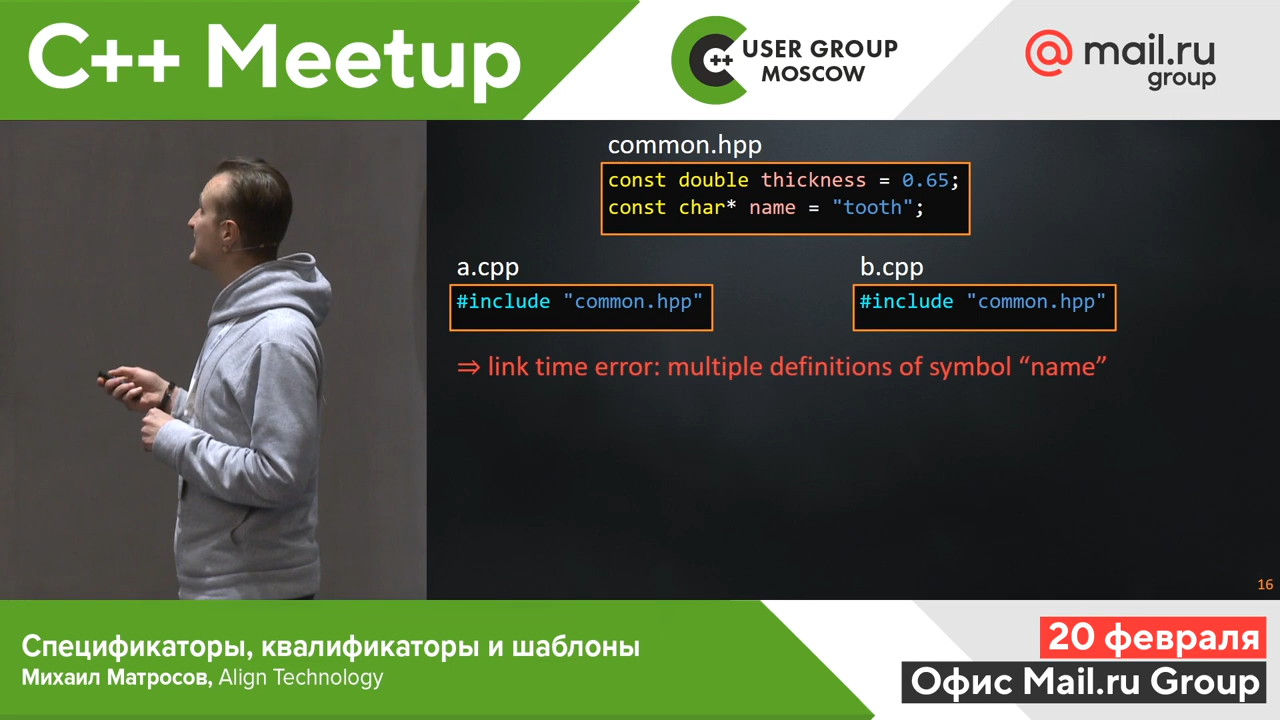 C++ Meetup
C++ USER GROUP
MOSCOW
@mail.ru
group
common.hpp
const double thickness = 0.65;
const char* name = "tooth";
a.cpp
#include "common.hpp"
b.cpp
#include "common.hpp"
⇒ link time error: multiple definitions of symbol “name”
16
Спецификаторы, квалификаторы и шаблоны
Михаил Матросов, Align Technology
20 февраля
Офис Mail.ru Group